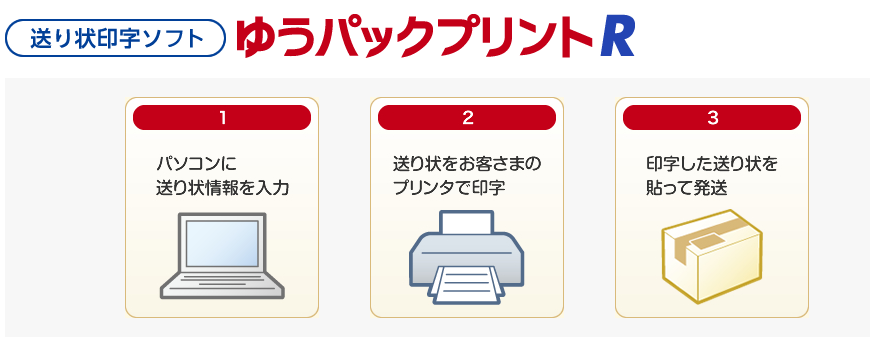 送り状印字ソフト ゆうパックプリントR
1
パソコンに
送り状情報を入力
2
送り状をお客さまの
プリンタで印字
3
印字した送り状を
貼って発送